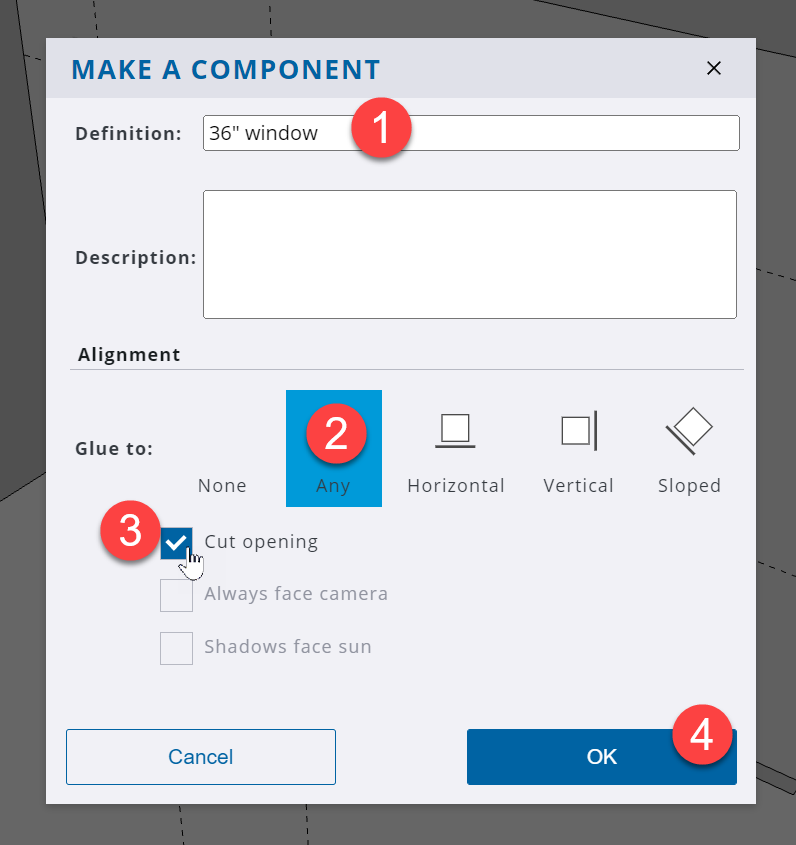 MAKE A COMPONENT
Definition: 36" window 1
Description:
Alignment
Glue to:
2
None Any Horizontal Vertical Sloped
3 Cut opening
Always face camera
Shadows face sun
4
Cancel OK